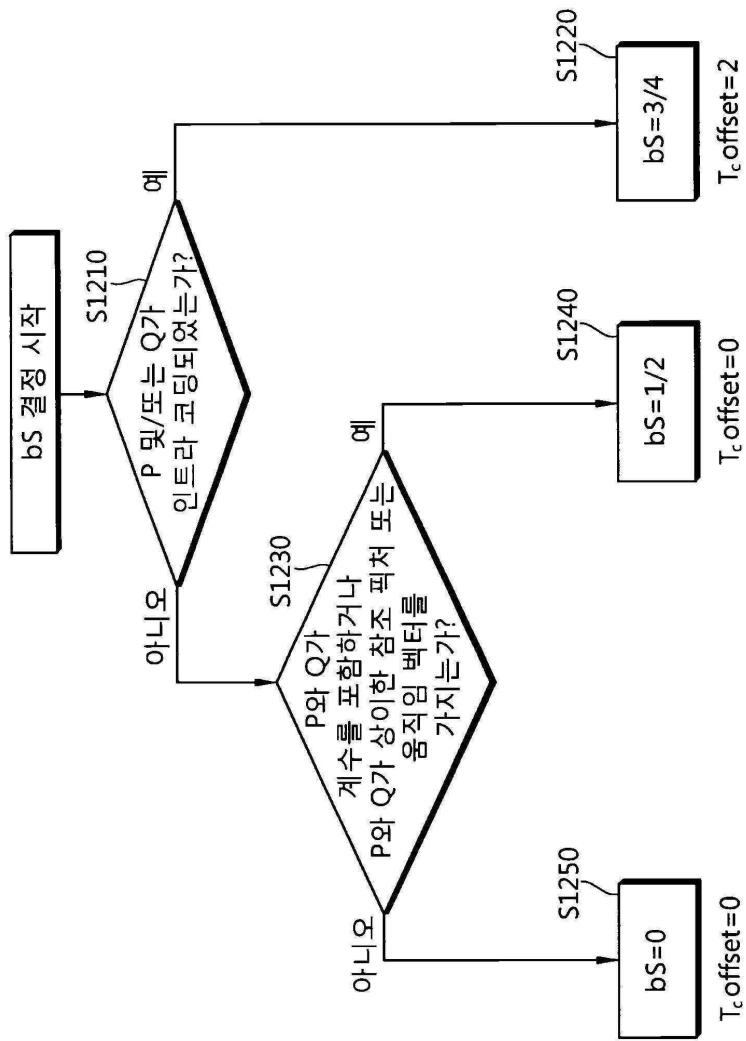 bS 결정 시작
S1210
P 및/또는 Q가
인트라 코딩되었는가?
아니오
예
S1230
P와 Q가
계수를 포함하거나
P와 Q가 상이한 참조 픽처 또는
움직임 벡터를
가지는가?
아니오
예
S1250
bS=0
T꜀offset=0
S1240
bS=1/2
T꜀offset=0
S1220
bS=3/4
T꜀offset=2